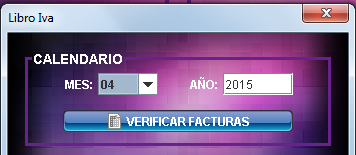 Libro Iva
CALENDARIO
MES: 04 AÑO: 2015
VERIFICAR FACTURAS